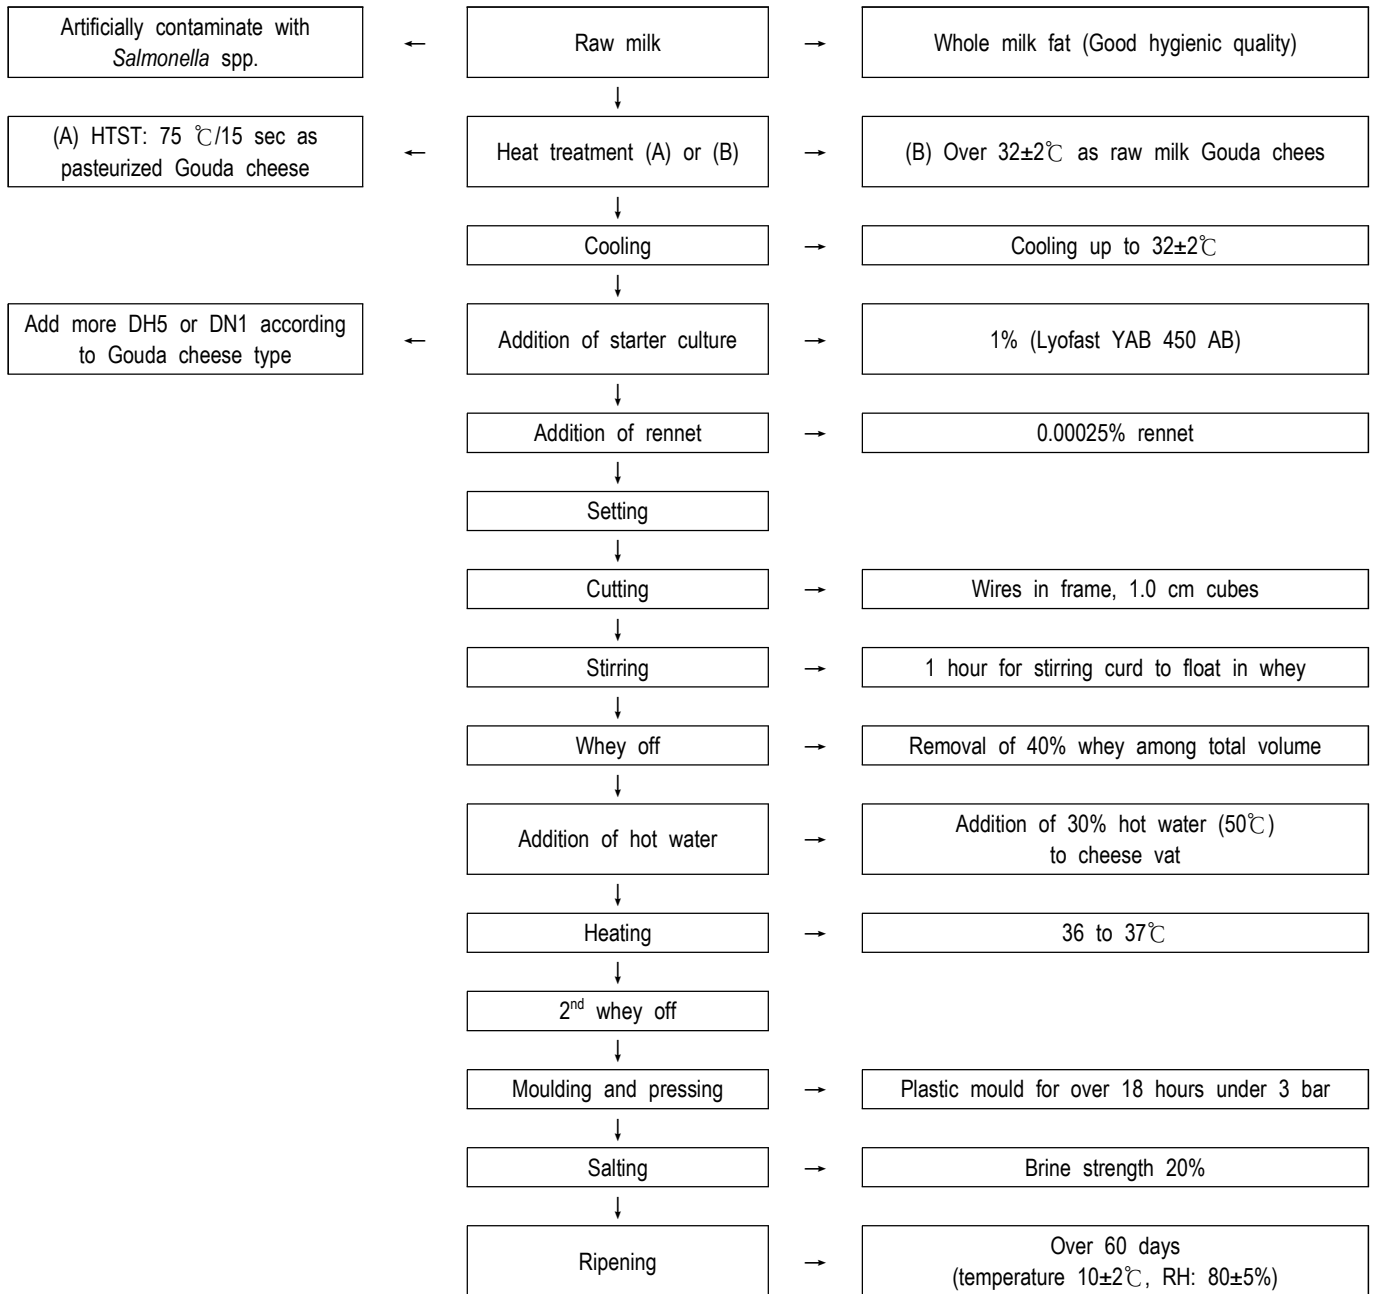 Artificially contaminate with
Salmonella spp.
Raw milk
Whole milk fat (Good hygienic quality)
(A) HTST: 75 ℃/15 sec as
pasteurized Gouda cheese
Heat treatment (A) or (B)
(B) Over 32±2℃ as raw milk Gouda chees
Cooling
Cooling up to 32±2℃
Add more DH5 or DN1 according
to Gouda cheese type
Addition of starter culture
1% (Lyofast YAB 450 AB)
Addition of rennet
0.00025% rennet
Setting
Cutting
Wires in frame, 1.0 cm cubes
Stirring
1 hour for stirring curd to float in whey
Whey off
Removal of 40% whey among total volume
Addition of hot water
Addition of 30% hot water (50℃)
to cheese vat
Heating
36 to 37℃
2nd whey off
Moulding and pressing
Plastic mould for over 18 hours under 3 bar
Salting
Brine strength 20%
Ripening
Over 60 days
(temperature 10±2℃, RH: 80±5%)